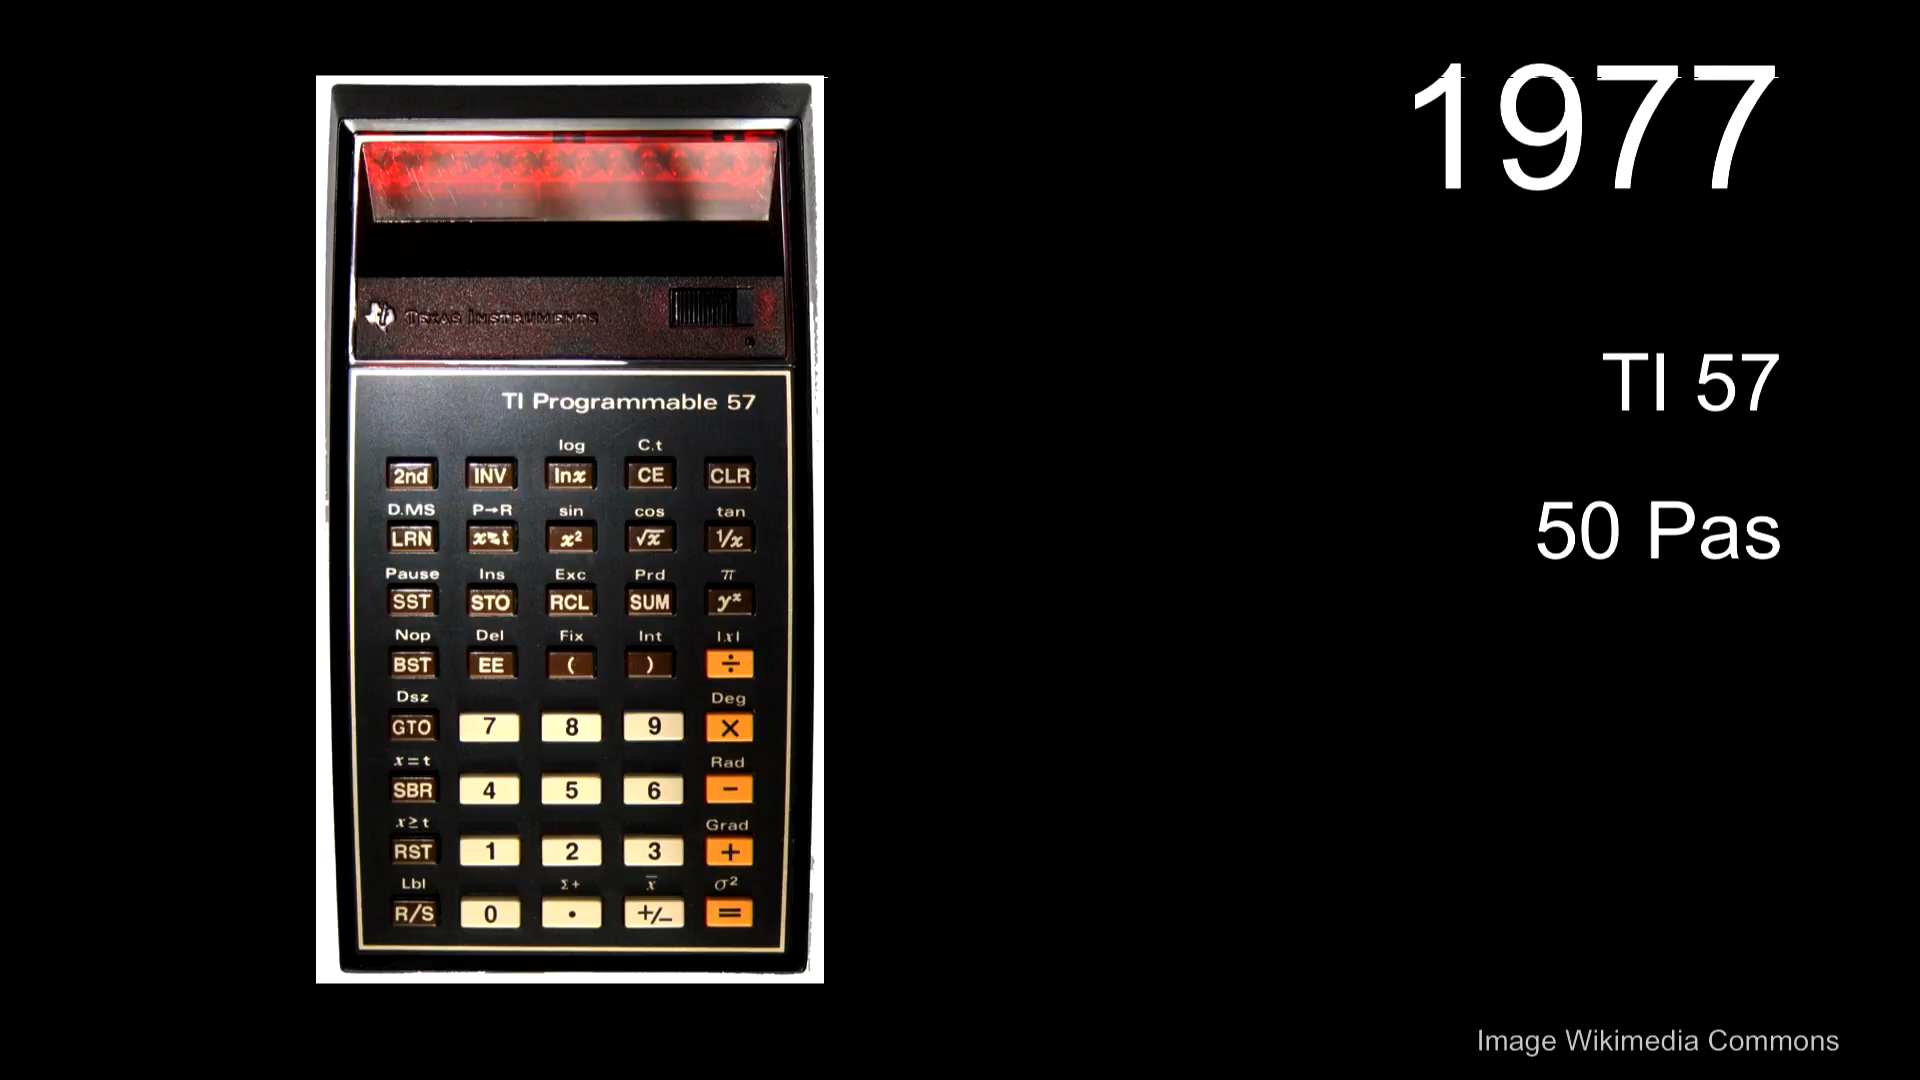 1977
TI 57
50 Pas
TEXAS INSTRUMENTS
TI Programmable 57
log C.t
2nd INV lnx CE CLR
D.MS P→R sin cos tan
LRN x⇄t x² √x 1/x
Pause Ins Exc Prd π
SST STO RCL SUM yˣ
Nop Del Fix Int |x|
BST EE ( ) ÷
Dsz Deg
GTO 7 8 9 ×
x=t Rad
SBR 4 5 6 −
x≥t Grad
RST 1 2 3 +
Lbl Σ+ x̄ σ²
R/S 0 . +/− =
Image Wikimedia Commons